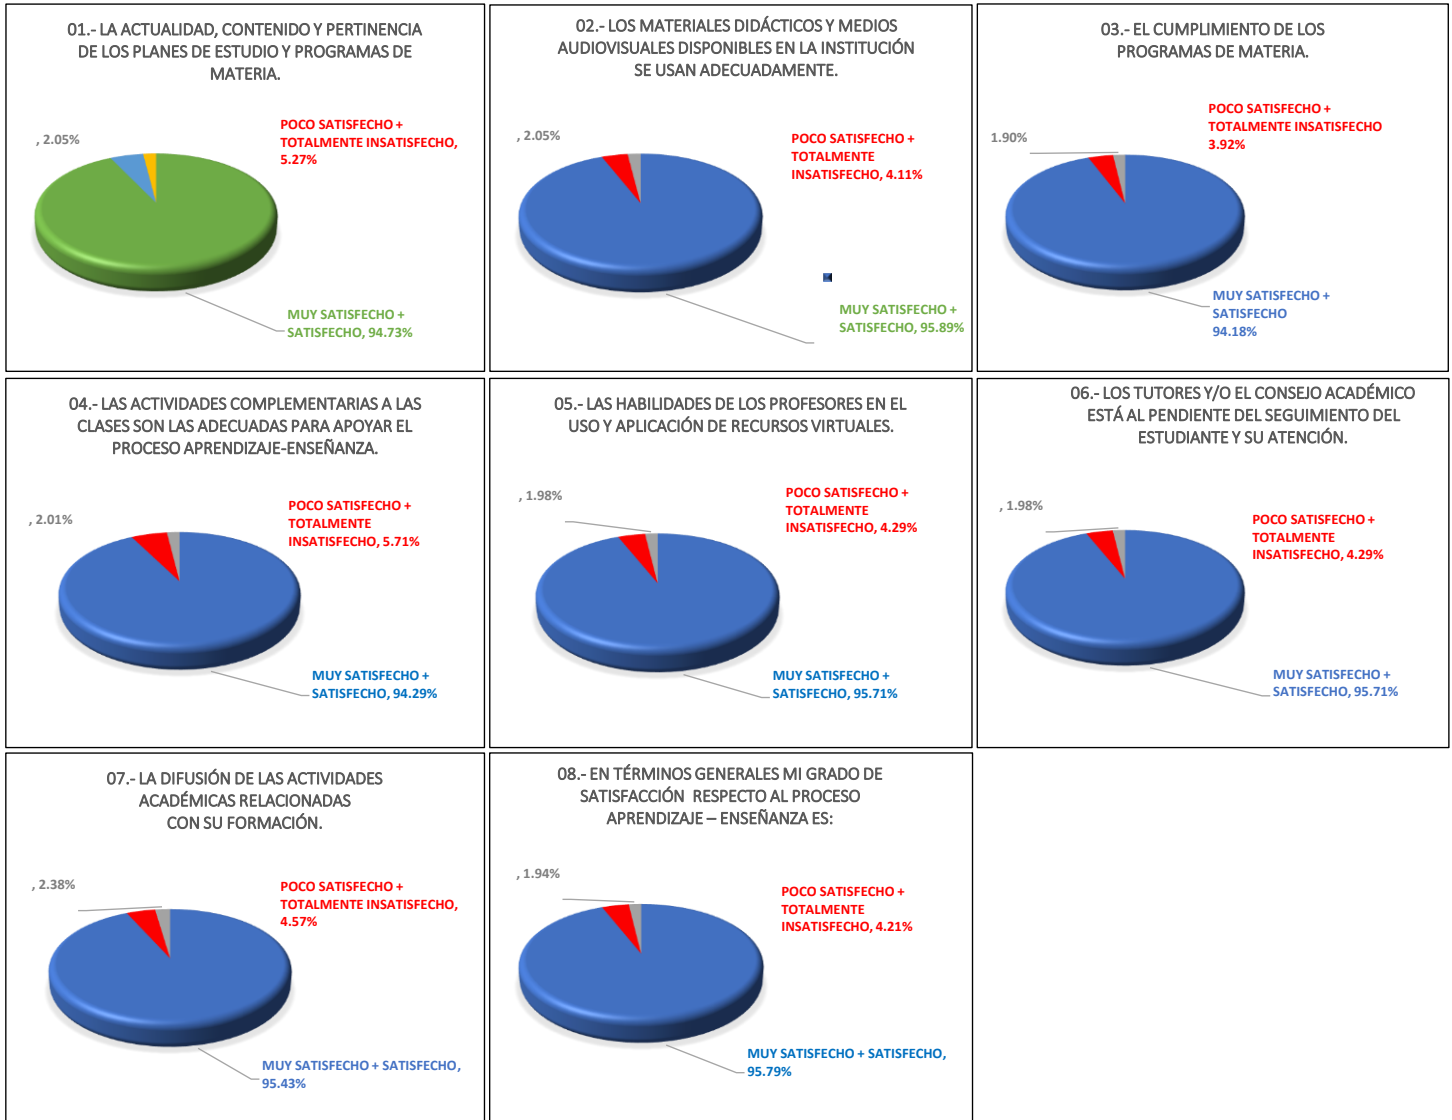 01.- LA ACTUALIDAD, CONTENIDO Y PERTINENCIA
DE LOS PLANES DE ESTUDIO Y PROGRAMAS DE
MATERIA.
, 2.05%
POCO SATISFECHO +
TOTALMENTE INSATISFECHO,
5.27%
MUY SATISFECHO +
SATISFECHO, 94.73%
02.- LOS MATERIALES DIDÁCTICOS Y MEDIOS
AUDIOVISUALES DISPONIBLES EN LA INSTITUCIÓN
SE USAN ADECUADAMENTE.
, 2.05%
POCO SATISFECHO +
TOTALMENTE
INSATISFECHO, 4.11%
MUY SATISFECHO +
SATISFECHO, 95.89%
03.- EL CUMPLIMIENTO DE LOS
PROGRAMAS DE MATERIA.
1.90%
POCO SATISFECHO +
TOTALMENTE INSATISFECHO
3.92%
MUY SATISFECHO +
SATISFECHO
94.18%
04.- LAS ACTIVIDADES COMPLEMENTARIAS A LAS
CLASES SON LAS ADECUADAS PARA APOYAR EL
PROCESO APRENDIZAJE-ENSEÑANZA.
, 2.01%
POCO SATISFECHO +
TOTALMENTE
INSATISFECHO, 5.71%
MUY SATISFECHO +
SATISFECHO, 94.29%
05.- LAS HABILIDADES DE LOS PROFESORES EN EL
USO Y APLICACIÓN DE RECURSOS VIRTUALES.
, 1.98%
POCO SATISFECHO +
TOTALMENTE
INSATISFECHO, 4.29%
MUY SATISFECHO +
SATISFECHO, 95.71%
06.- LOS TUTORES Y/O EL CONSEJO ACADÉMICO
ESTÁ AL PENDIENTE DEL SEGUIMIENTO DEL
ESTUDIANTE Y SU ATENCIÓN.
, 1.98%
POCO SATISFECHO +
TOTALMENTE
INSATISFECHO, 4.29%
MUY SATISFECHO +
SATISFECHO, 95.71%
07.- LA DIFUSIÓN DE LAS ACTIVIDADES
ACADÉMICAS RELACIONADAS
CON SU FORMACIÓN.
, 2.38%
POCO SATISFECHO +
TOTALMENTE INSATISFECHO,
4.57%
MUY SATISFECHO + SATISFECHO,
95.43%
08.- EN TÉRMINOS GENERALES MI GRADO DE
SATISFACCIÓN RESPECTO AL PROCESO
APRENDIZAJE – ENSEÑANZA ES:
, 1.94%
POCO SATISFECHO +
TOTALMENTE
INSATISFECHO, 4.21%
MUY SATISFECHO + SATISFECHO,
95.79%